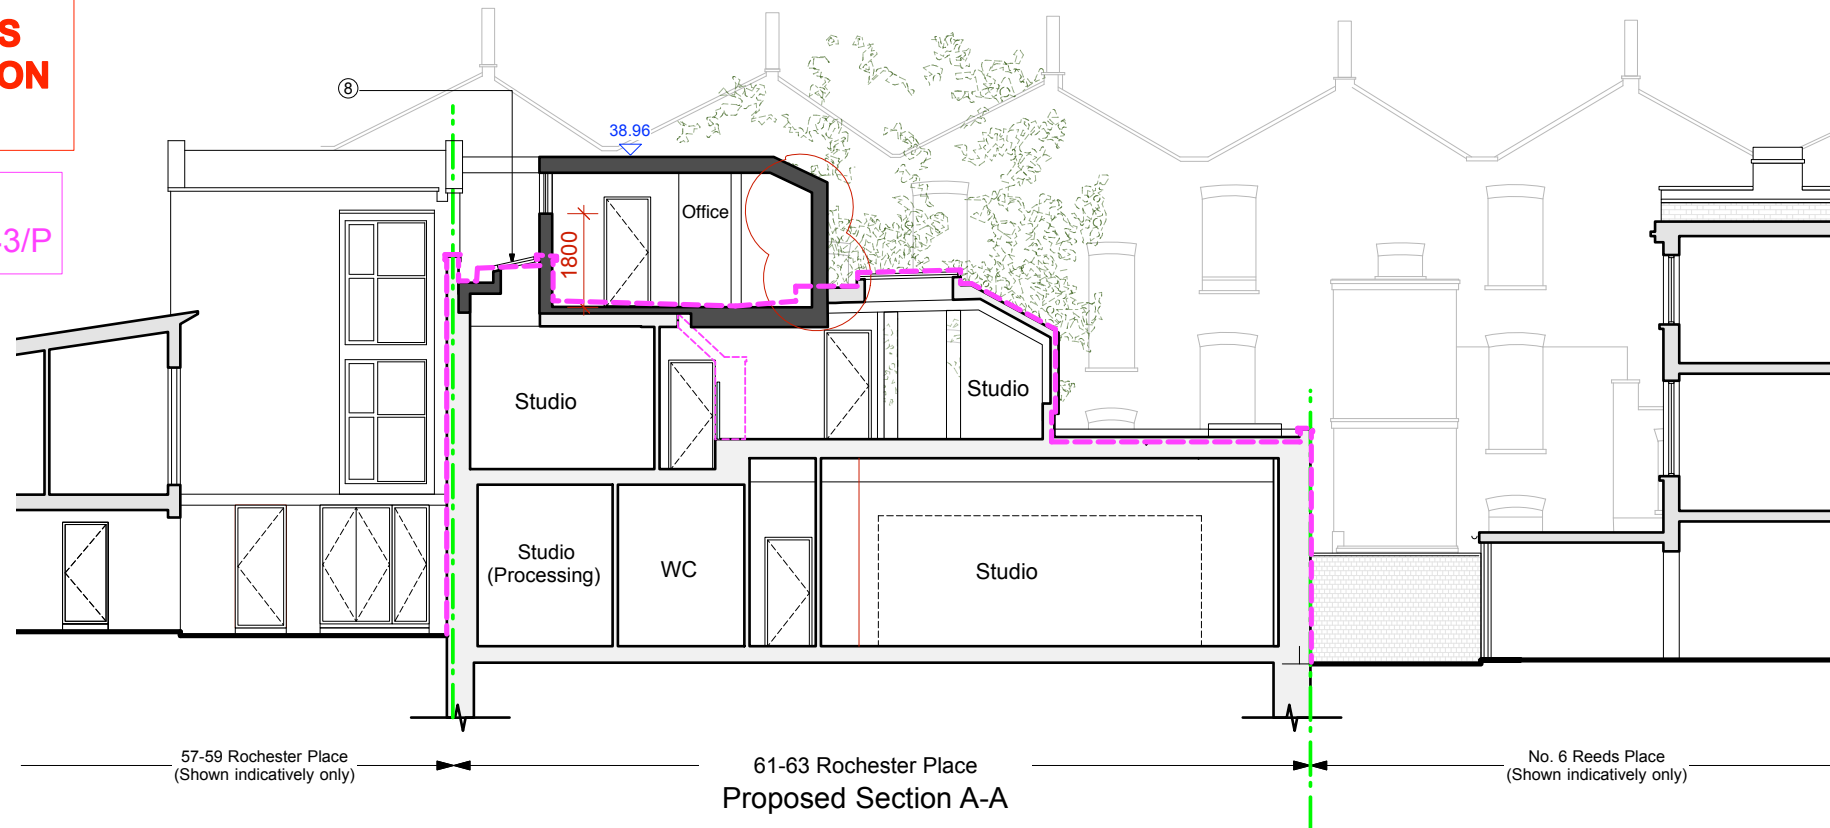 S
ON
3/P
8
38.96
Office
1800
Studio
Studio
Studio
(Processing)
WC
Studio
57-59 Rochester Place
(Shown indicatively only)
61-63 Rochester Place
Proposed Section A-A
No. 6 Reeds Place
(Shown indicatively only)